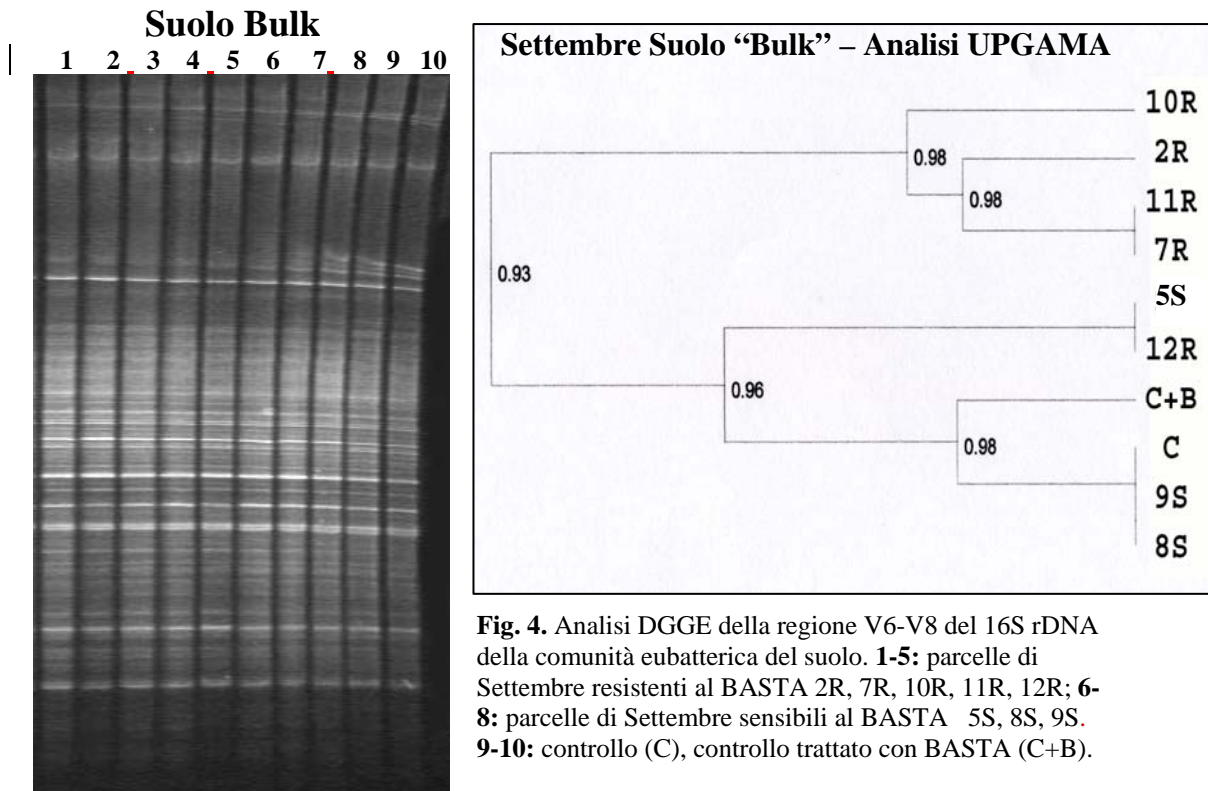 Suolo Bulk
1 2 3 4 5 6 7 8 9 10
Settembre Suolo “Bulk” – Analisi UPGAMA
10R
2R
0.98
11R
0.98
7R
0.93
5S
12R
0.96
C+B
C
0.98
9S
8S
Fig. 4. Analisi DGGE della regione V6-V8 del 16S rDNA
della comunità eubatterica del suolo. 1-5: parcelle di
Settembre resistenti al BASTA 2R, 7R, 10R, 11R, 12R; 6-
8: parcelle di Settembre sensibili al BASTA 5S, 8S, 9S.
9-10: controllo (C), controllo trattato con BASTA (C+B).